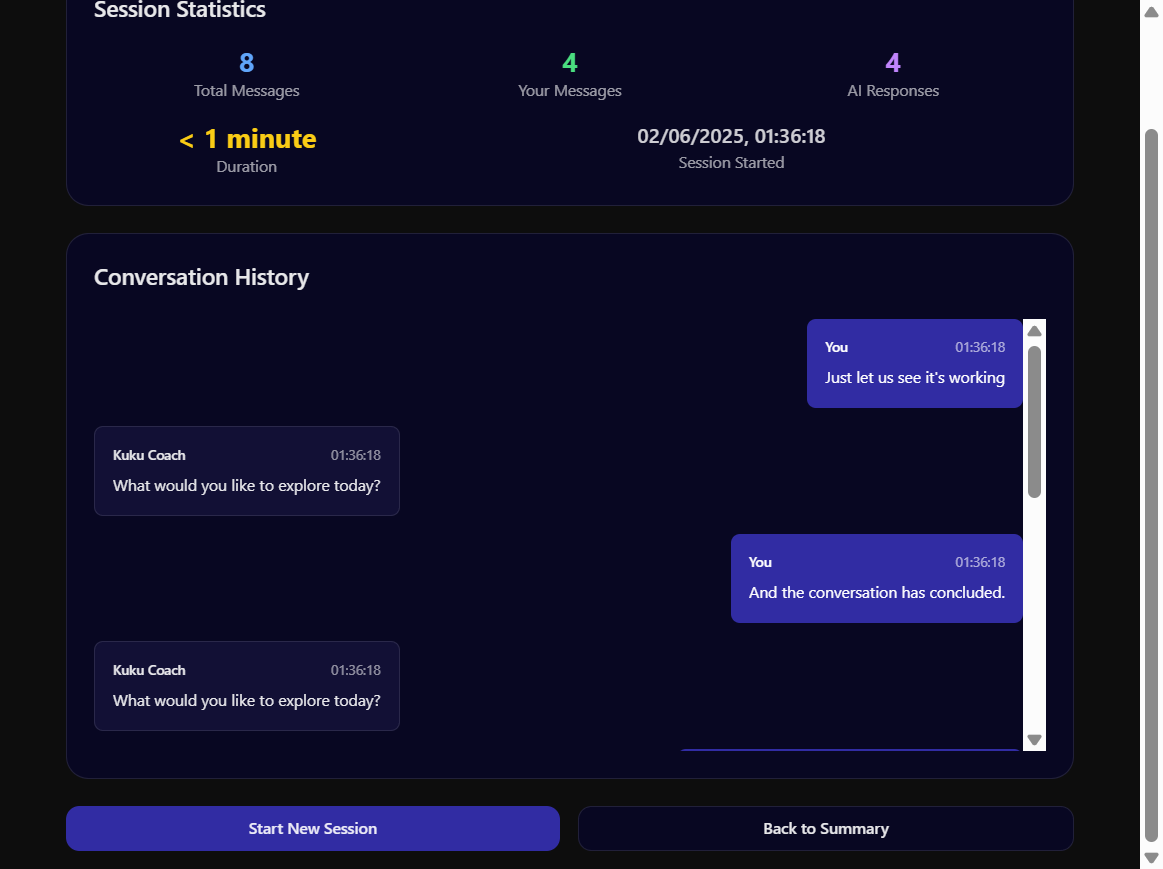 Session Statistics
8
Total Messages
4
Your Messages
4
AI Responses
< 1 minute
Duration
02/06/2025, 01:36:18
Session Started
Conversation History
You 01:36:18
Just let us see it's working
Kuku Coach 01:36:18
What would you like to explore today?
You 01:36:18
And the conversation has concluded.
Kuku Coach 01:36:18
What would you like to explore today?
Start New Session
Back to Summary